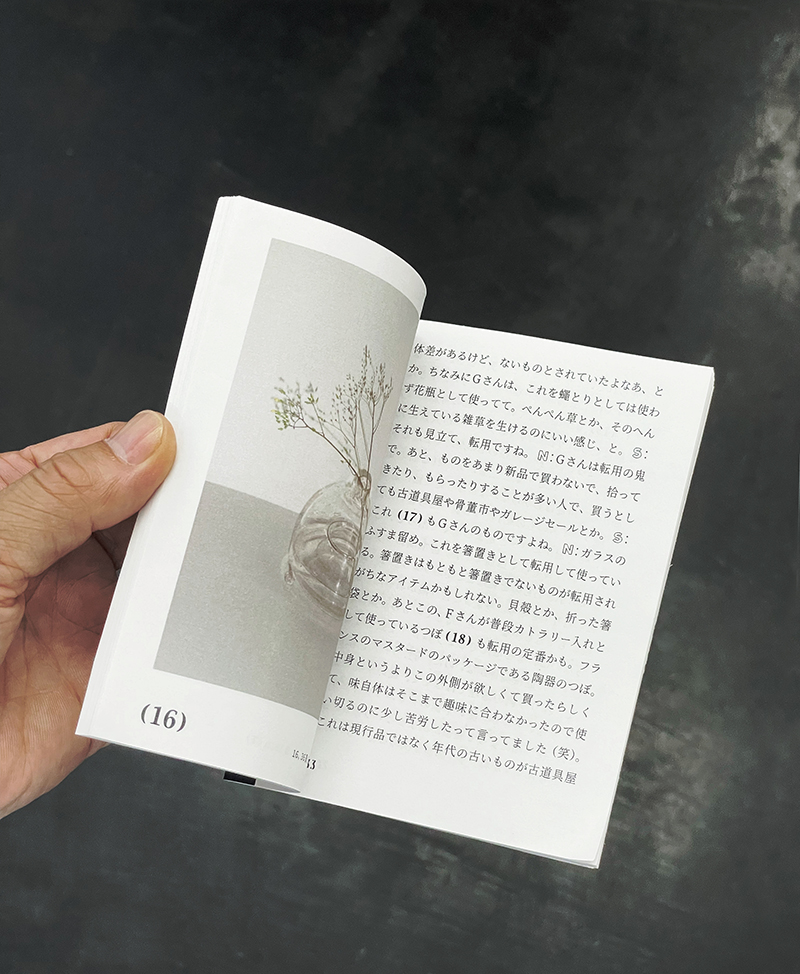 (16)
16.
体差があるけど、ないものとされていたよなあ、と
か。ちなみにGさんは、これを蠅とりとしては使わ
ず花瓶として使ってて。ぺんぺん草とか、そのへん
に生えている雑草を生けるのにいい感じ、と。S：
それも見立て、転用ですね。N：Gさんは転用の鬼
で。あと、ものをあまり新品で買わないで、拾って
きたり、もらったりすることが多い人で、買うとし
ても古道具屋や骨董市やガレージセールとか。S：
これ (17) もGさんのものですよね。N：ガラスの
ふすま留め。これを箸置きとして転用して使ってい
る。箸置きはもともと箸置きでないものが転用され
がちなアイテムかもしれない。貝殻とか、折った箸
袋とか。あとこの、Fさんが普段カトラリー入れと
して使っているつぼ (18) も転用の定番かも。フラ
ンスのマスタードのパッケージである陶器のつぼ。
中身というよりこの外側が欲しくて買ったらしく
て、味自体はそこまで趣味に合わなかったので使
い切るのに少し苦労したって言ってました（笑）。
これは現行品ではなく年代の古いものが古道具屋